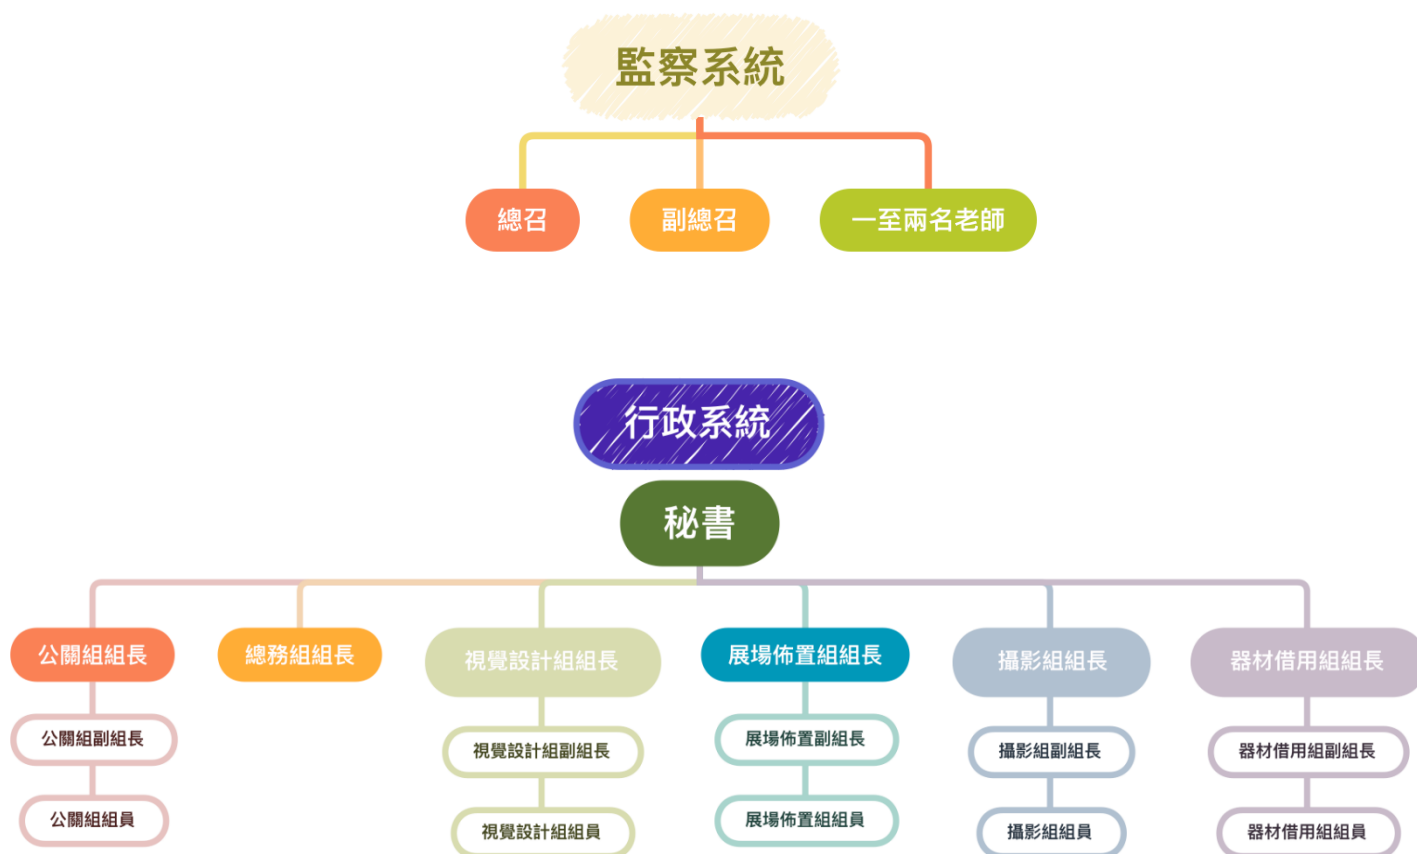 監察系統
總召
副總召
一至兩名老師
行政系統
秘書
公關組組長
總務組組長
視覺設計組組長
展場佈置組組長
攝影組組長
器材借用組組長
公關組副組長
視覺設計組副組長
展場佈置副組長
攝影組副組長
器材借用組副組長
公關組組員
視覺設計組組員
展場佈置組組員
攝影組組員
器材借用組組員